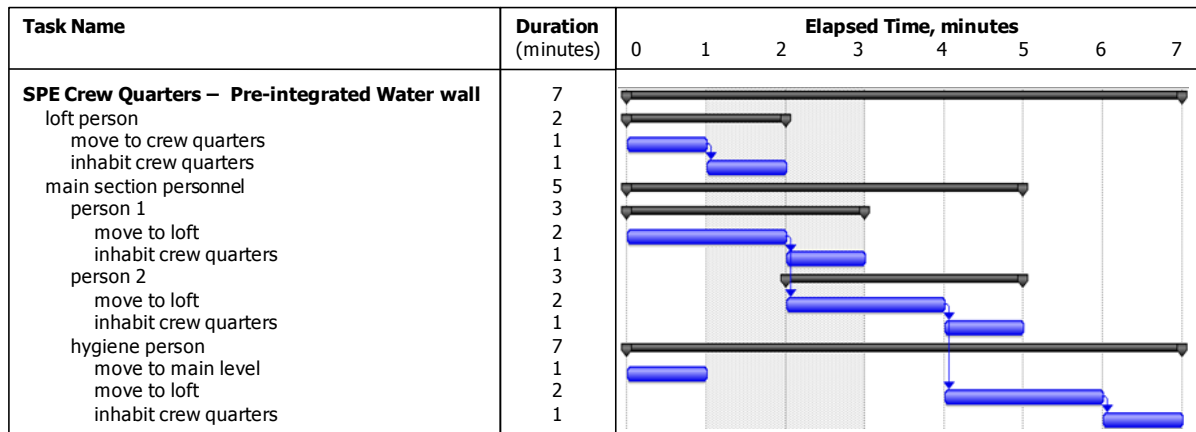 Task Name Duration Elapsed Time, minutes
(minutes) 0 1 2 3 4 5 6 7
SPE Crew Quarters – Pre-integrated Water wall 7
loft person 2
move to crew quarters 1
inhabit crew quarters 1
main section personnel 5
person 1 3
move to loft 2
inhabit crew quarters 1
person 2 3
move to loft 2
inhabit crew quarters 1
hygiene person 7
move to main level 1
move to loft 2
inhabit crew quarters 1